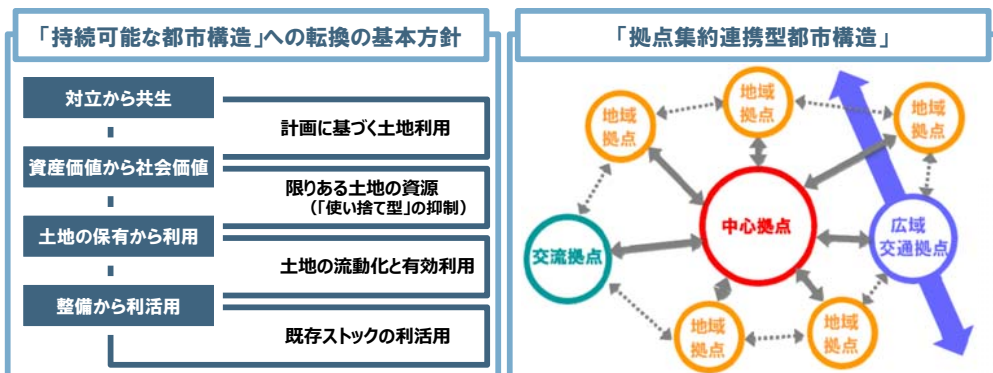 「持続可能な都市構造」への転換の基本方針
対立から共生
計画に基づく土地利用
資産価値から社会価値
限りある土地の資源
(「使い捨て型」の抑制)
土地の保有から利用
土地の流動化と有効利用
整備から利活用
既存ストックの利活用
「拠点集約連携型都市構造」
地域
拠点
地域
拠点
地域
拠点
中心拠点
広域
交通拠点
交流拠点
地域
拠点
地域
拠点